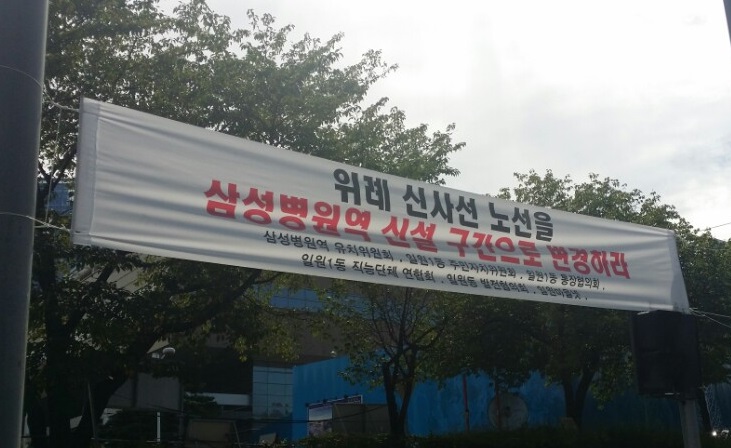 위례 신사선 노선을
삼성병원역 신설 구간으로 변경하라
삼성병원역 유치위원회 , 일원1동 주민자치위원회 , 일원1동 통장협의회 ,
일원1동 직능단체 연합회 , 일원동 발전협의회 ,